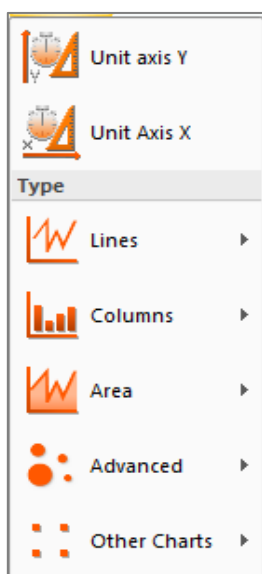 Unit axis Y
Unit Axis X
Type
Lines
Columns
Area
Advanced
Other Charts